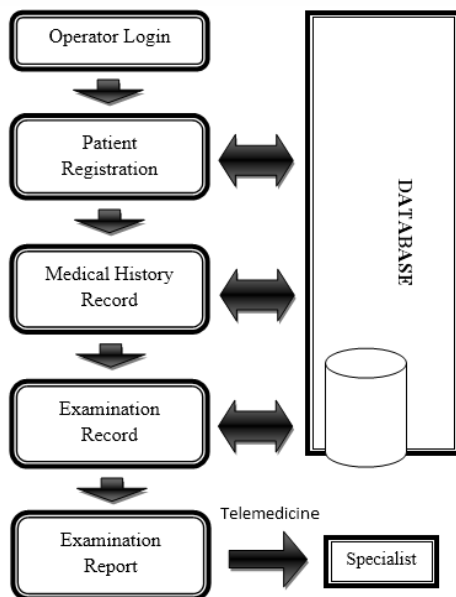 Operator Login
Patient
Registration
DATABASE
Medical History
Record
Examination
Record
Telemedicine
Examination
Report
Specialist